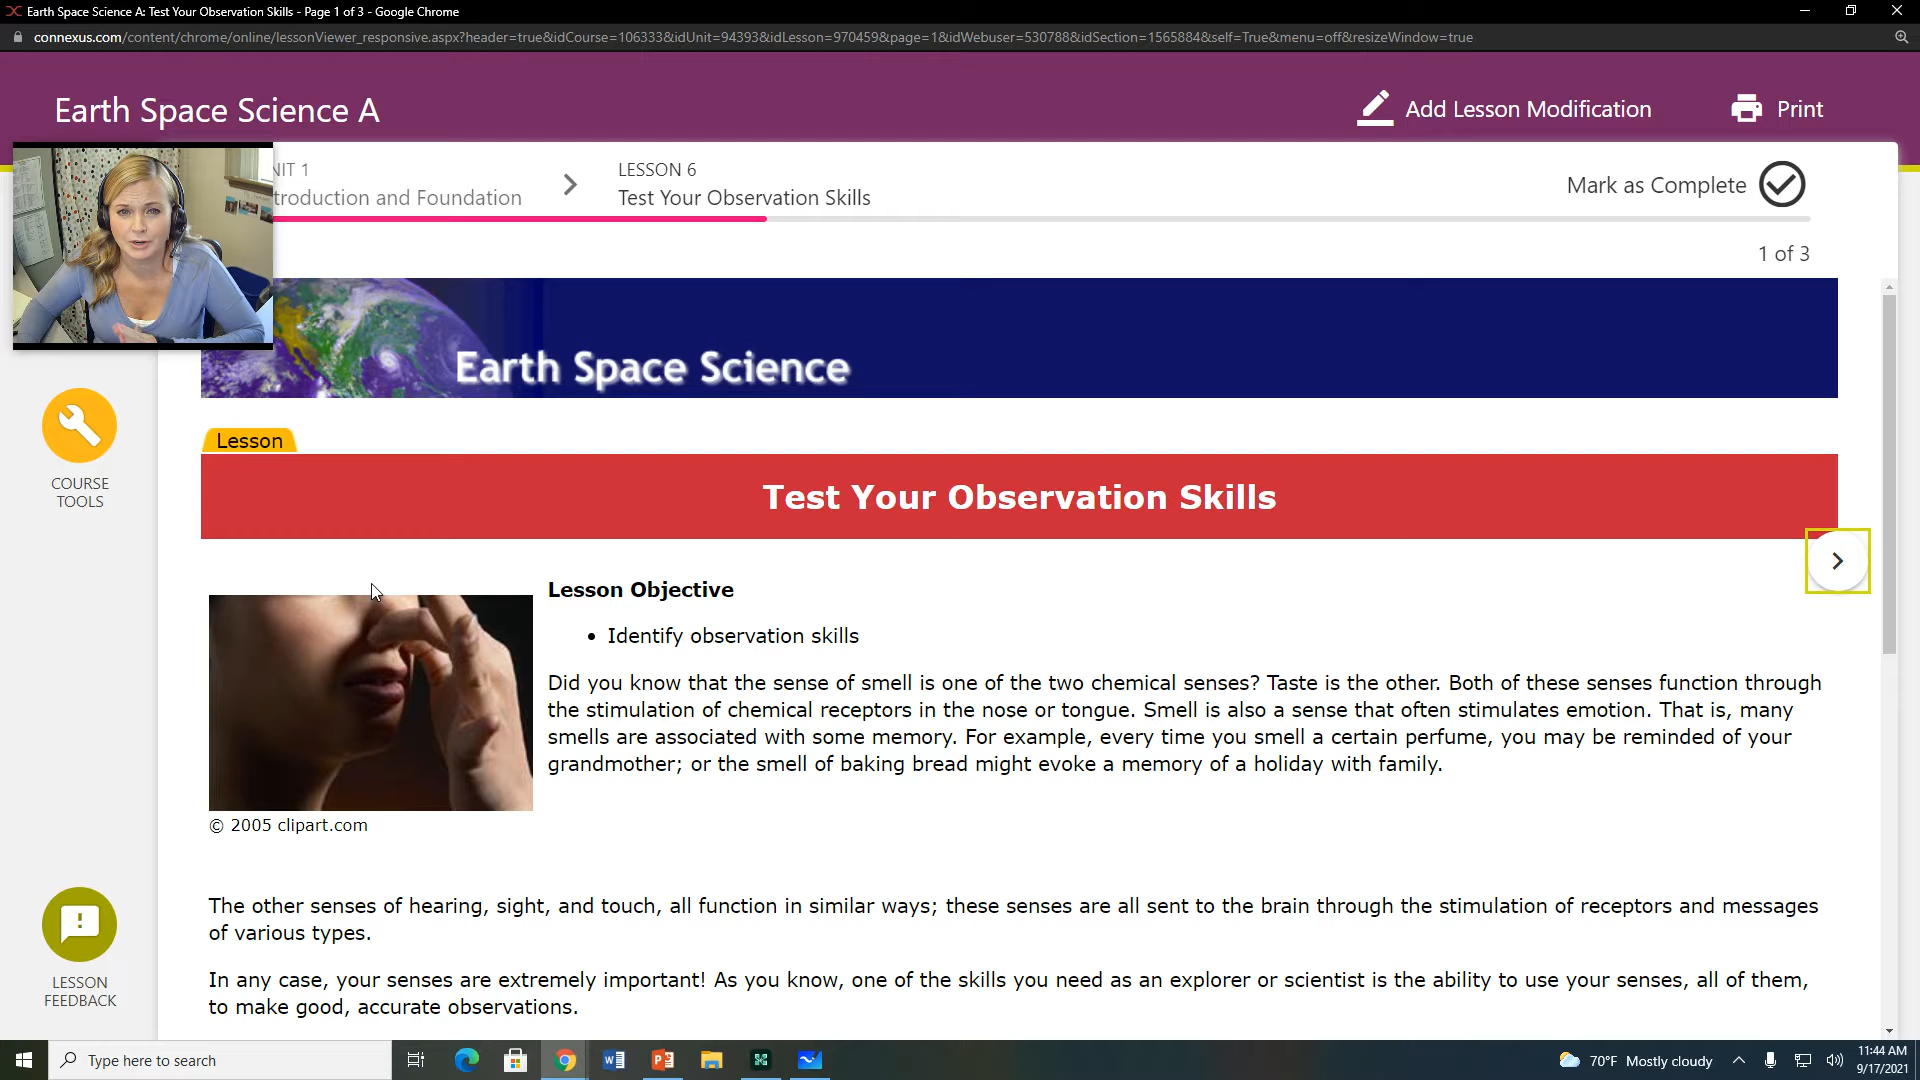 Earth Space Science A: Test Your Observation Skills - Page 1 of 3 - Google Chrome
connexus.com/content/chrome/online/lessonViewer_responsive.aspx?header=true&idCourse=106333&idUnit=94393&idLesson=970459&page=1&idWebuser=530788&idSection=1565884&self=True&menu=off&resizeWindow=true
Earth Space Science A
Add Lesson Modification
Print
NIT 1
troduction and Foundation
LESSON 6
Test Your Observation Skills
Mark as Complete
1 of 3
Earth Space Science
Lesson
Test Your Observation Skills
COURSE
TOOLS
Lesson Objective
• Identify observation skills
Did you know that the sense of smell is one of the two chemical senses? Taste is the other. Both of these senses function through
the stimulation of chemical receptors in the nose or tongue. Smell is also a sense that often stimulates emotion. That is, many
smells are associated with some memory. For example, every time you smell a certain perfume, you may be reminded of your
grandmother; or the smell of baking bread might evoke a memory of a holiday with family.
© 2005 clipart.com
The other senses of hearing, sight, and touch, all function in similar ways; these senses are all sent to the brain through the stimulation of receptors and messages
of various types.
In any case, your senses are extremely important! As you know, one of the skills you need as an explorer or scientist is the ability to use your senses, all of them,
to make good, accurate observations.
LESSON
FEEDBACK
Type here to search
70°F Mostly cloudy
11:44 AM
9/17/2021